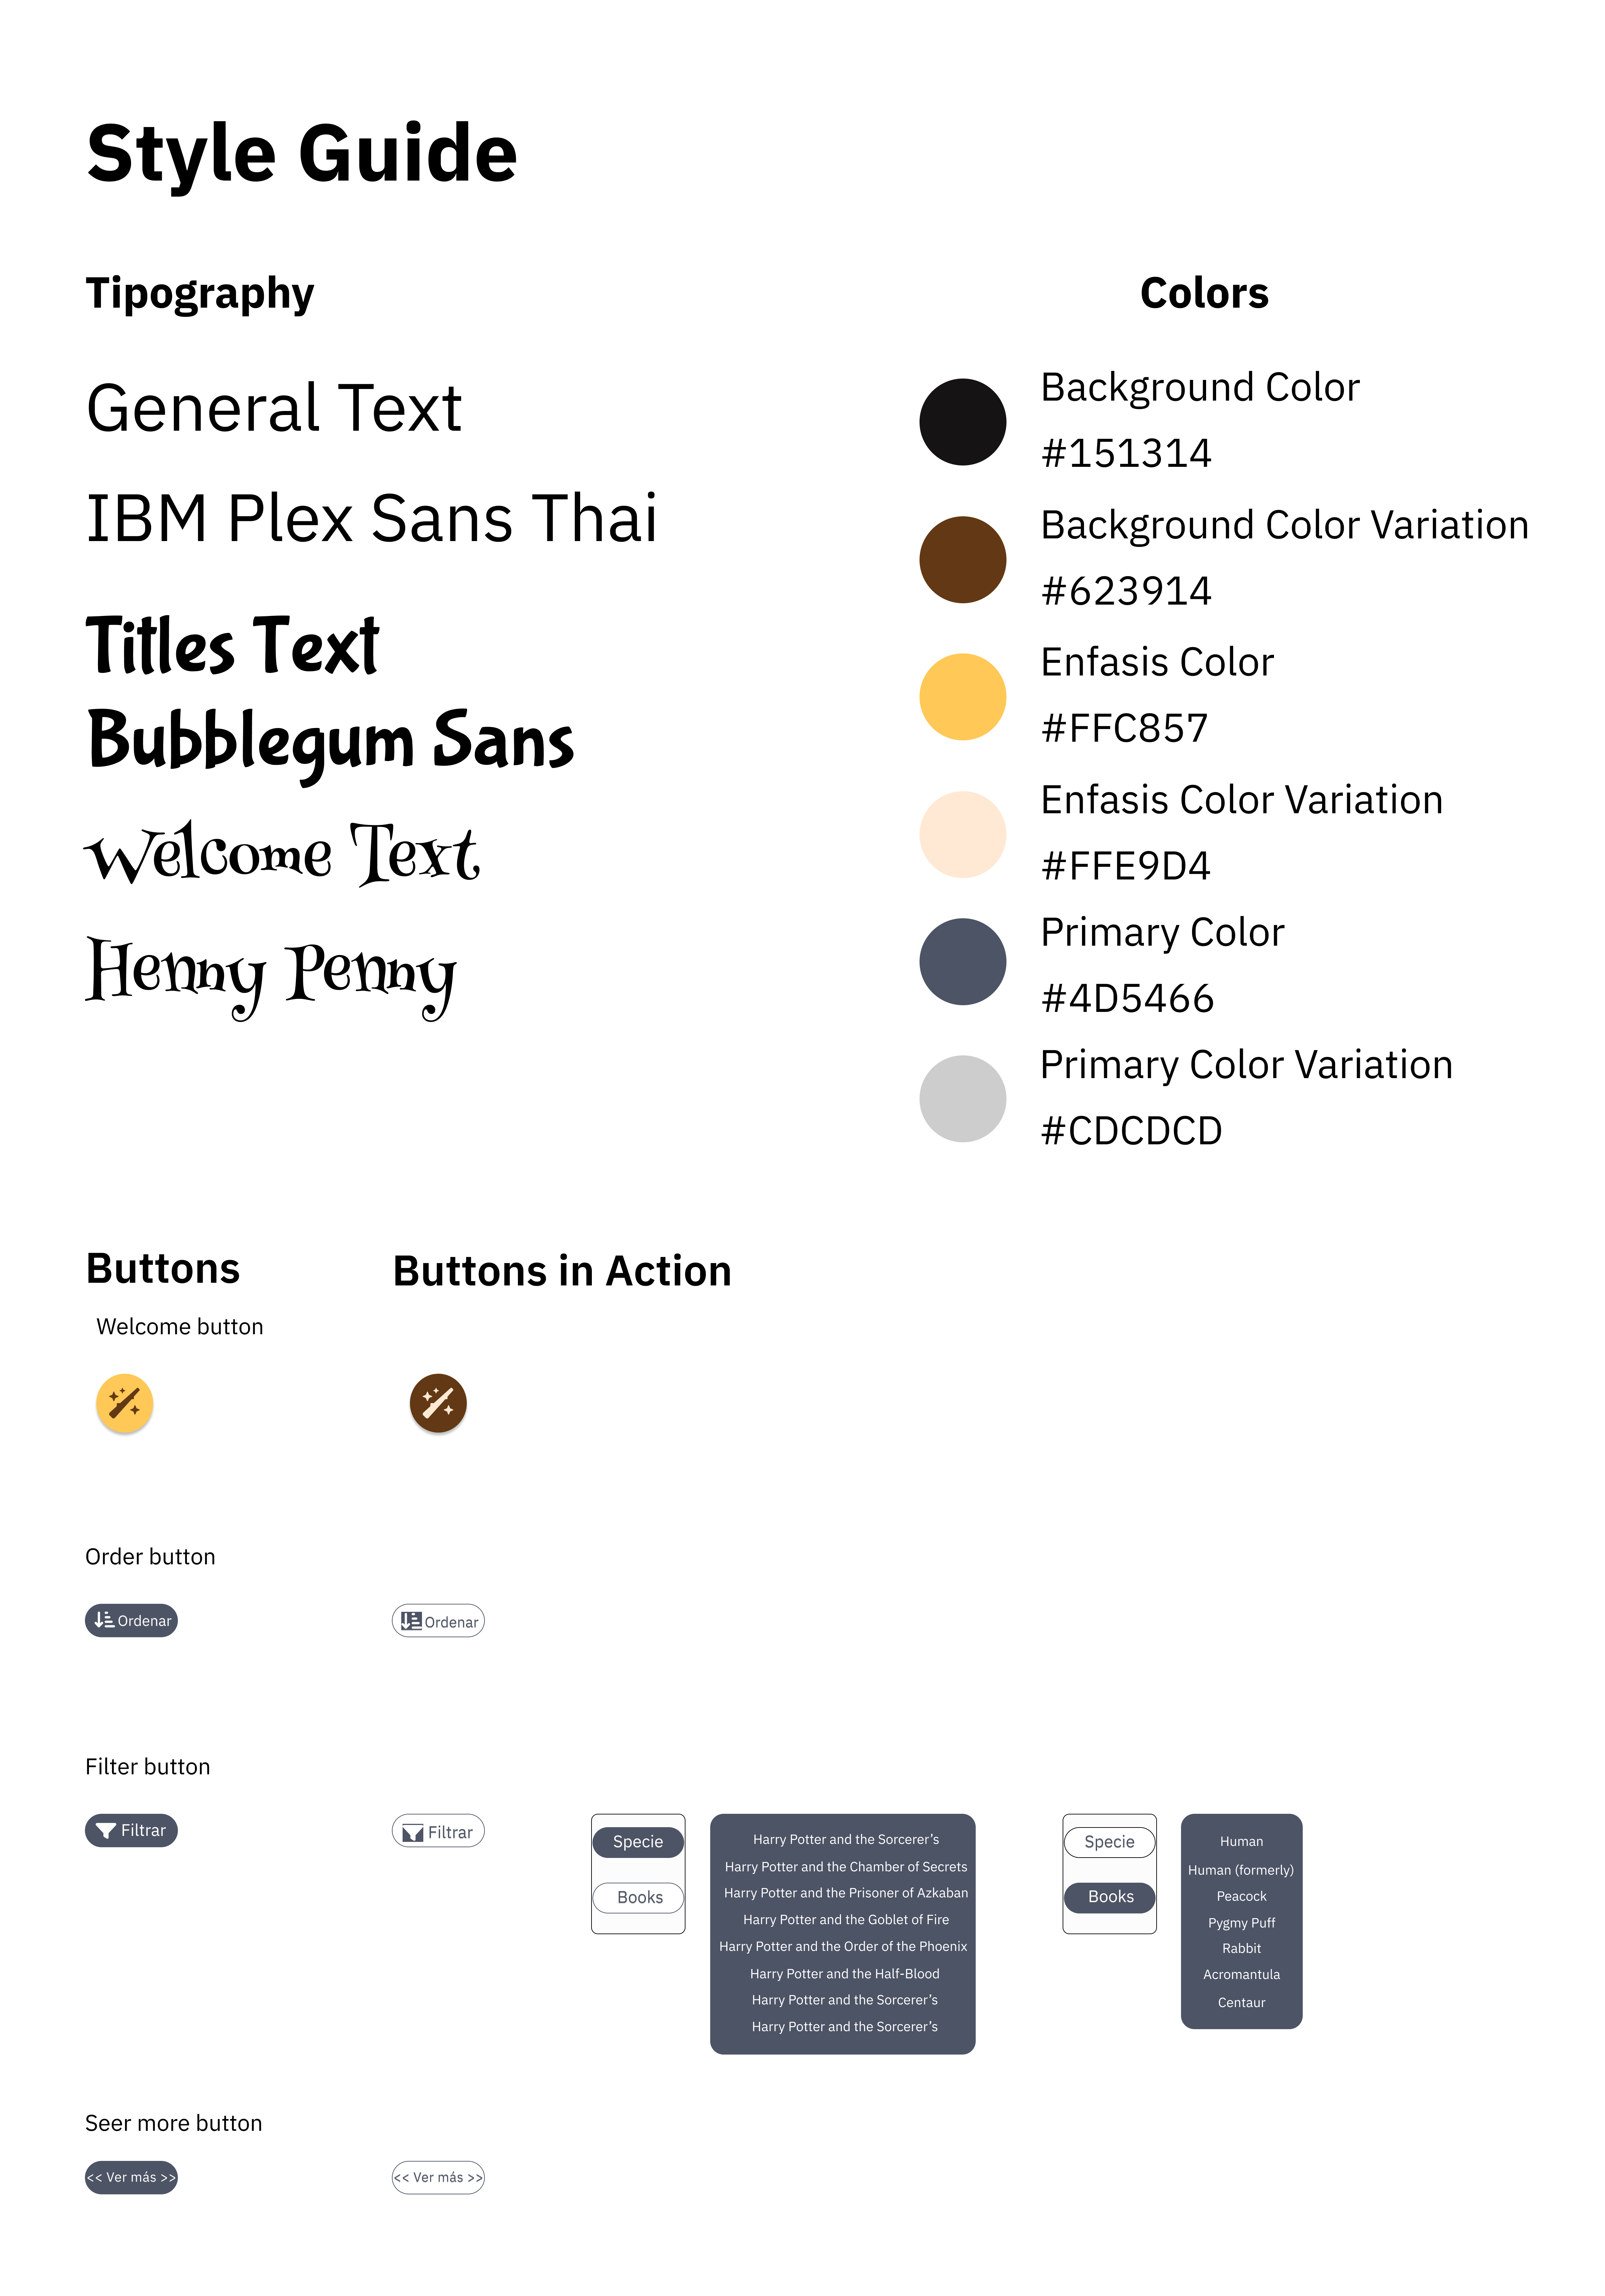 Style Guide
Tipography
General Text
IBM Plex Sans Thai
Titles Text
Bubblegum Sans
Welcome Text
Henny Penny
Colors
Background Color
#151314
Background Color Variation
#623914
Enfasis Color
#FFC857
Enfasis Color Variation
#FFE9D4
Primary Color
#4D5466
Primary Color Variation
#CDCDCD
Buttons
Buttons in Action
Welcome button
Order button
Ordenar
Ordenar
Filter button
Filtrar
Filtrar
Specie
Books
Harry Potter and the Sorcerer’s
Harry Potter and the Chamber of Secrets
Harry Potter and the Prisoner of Azkaban
Harry Potter and the Goblet of Fire
Harry Potter and the Order of the Phoenix
Harry Potter and the Half-Blood
Harry Potter and the Sorcerer’s
Harry Potter and the Sorcerer’s
Specie
Books
Human
Human (formerly)
Peacock
Pygmy Puff
Rabbit
Acromantula
Centaur
Seer more button
<< Ver más >>
<< Ver más >>